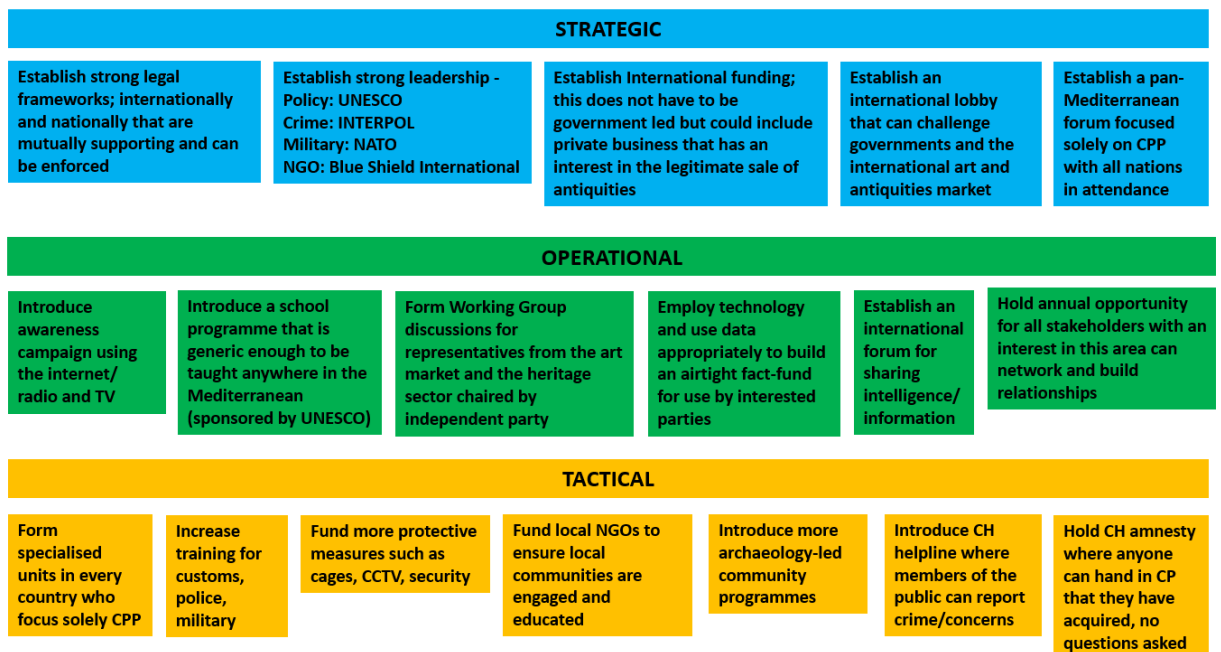 STRATEGIC
Establish strong legal
frameworks; internationally
and nationally that are
mutually supporting and can
be enforced
Establish strong leadership -
Policy: UNESCO
Crime: INTERPOL
Military: NATO
NGO: Blue Shield International
Establish International funding;
this does not have to be
government led but could include
private business that has an
interest in the legitimate sale of
antiquities
Establish an
international lobby
that can challenge
governments and the
international art and
antiquities market
Establish a pan-
Mediterranean
forum focused
solely on CPP
with all nations
in attendance
OPERATIONAL
Introduce
awareness
campaign using
the internet/
radio and TV
Introduce a school
programme that is
generic enough to be
taught anywhere in the
Mediterranean
(sponsored by UNESCO)
Form Working Group
discussions for
representatives from the art
market and the heritage
sector chaired by
independent party
Employ technology
and use data
appropriately to build
an airtight fact-fund
for use by interested
parties
Establish an
international
forum for
sharing
intelligence/
information
Hold annual opportunity
for all stakeholders with an
interest in this area can
network and build
relationships
TACTICAL
Form
specialised
units in every
country who
focus solely CPP
Increase
training for
customs,
police,
military
Fund more protective
measures such as
cages, CCTV, security
Fund local NGOs to
ensure local
communities are
engaged and
educated
Introduce more
archaeology-led
community
programmes
Introduce CH
helpline where
members of the
public can report
crime/concerns
Hold CH amnesty
where anyone
can hand in CP
that they have
acquired, no
questions asked